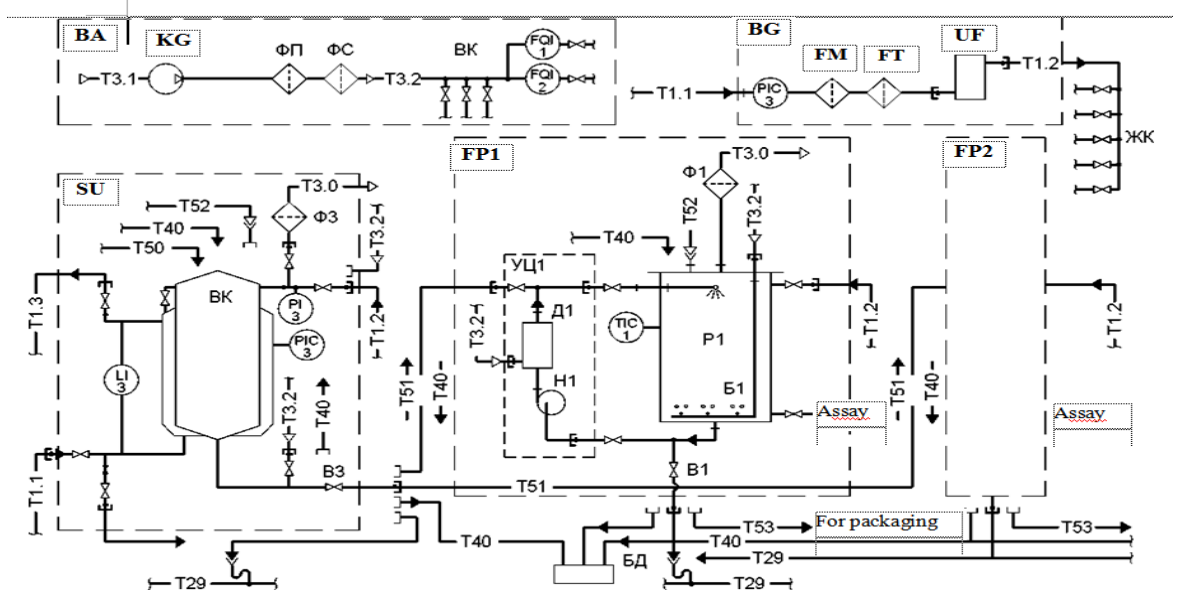 BA
KG
ФП
ФС
ВК
FQI
1
FQI
2
T3.1
T3.2
BG
FM
FT
UF
T1.1
PIC
3
T1.2
ЖК
SU
T3.0
T52
T40
T50
Ф3
T3.2
ВК
PI
3
T1.2
T1.3
PIC
3
LI
3
T3.2
T40
T1.1
В3
T29
T51
T40
FP1
T3.0
Ф1
T52
T3.2
T40
УЦ1
Д1
T3.2
Н1
TIC
1
Р1
Б1
T1.2
Assay
В1
T51
T51
T40
FP2
T1.2
Assay
T53
For packaging
T53
T40
T40
БД
T29
T29